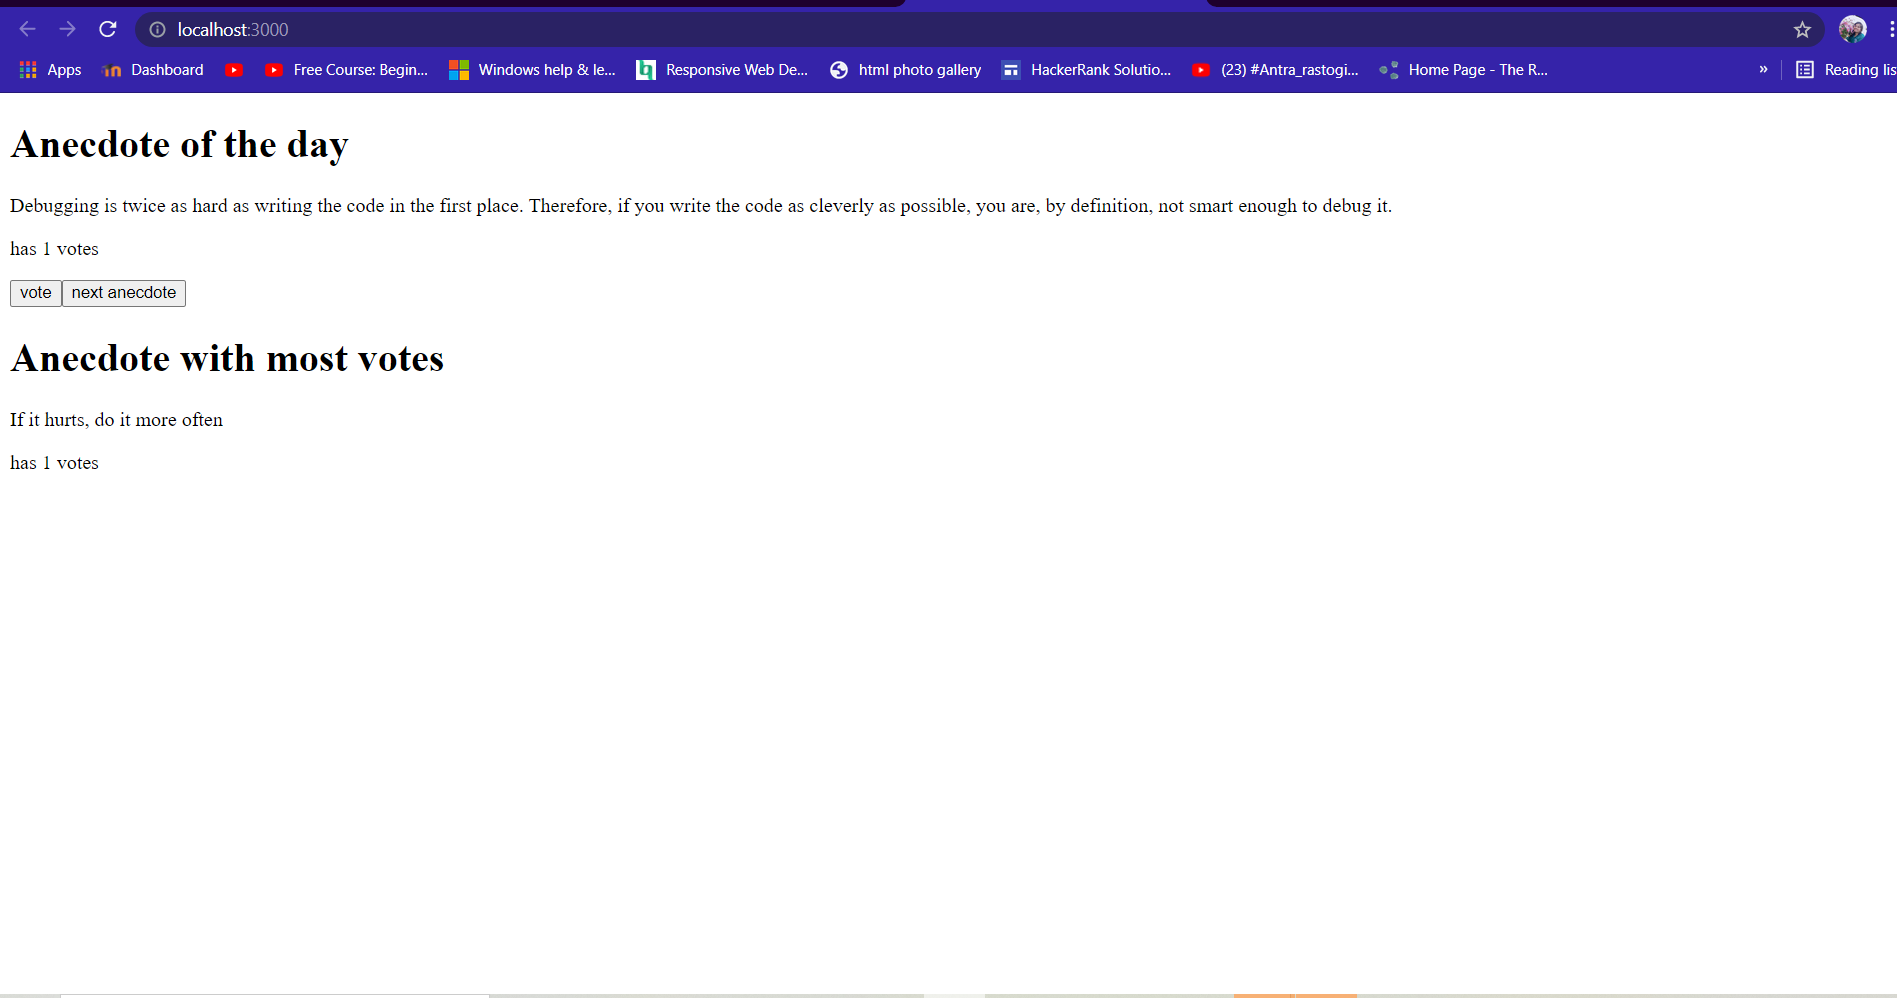 localhost:3000
Apps Dashboard Free Course: Begin... Windows help & le... Responsive Web De... html photo gallery HackerRank Solutio... (23) #Antra_rastogi... Home Page - The R... » Reading lis
Anecdote of the day
Debugging is twice as hard as writing the code in the first place. Therefore, if you write the code as cleverly as possible, you are, by definition, not smart enough to debug it.
has 1 votes
vote next anecdote
Anecdote with most votes
If it hurts, do it more often
has 1 votes